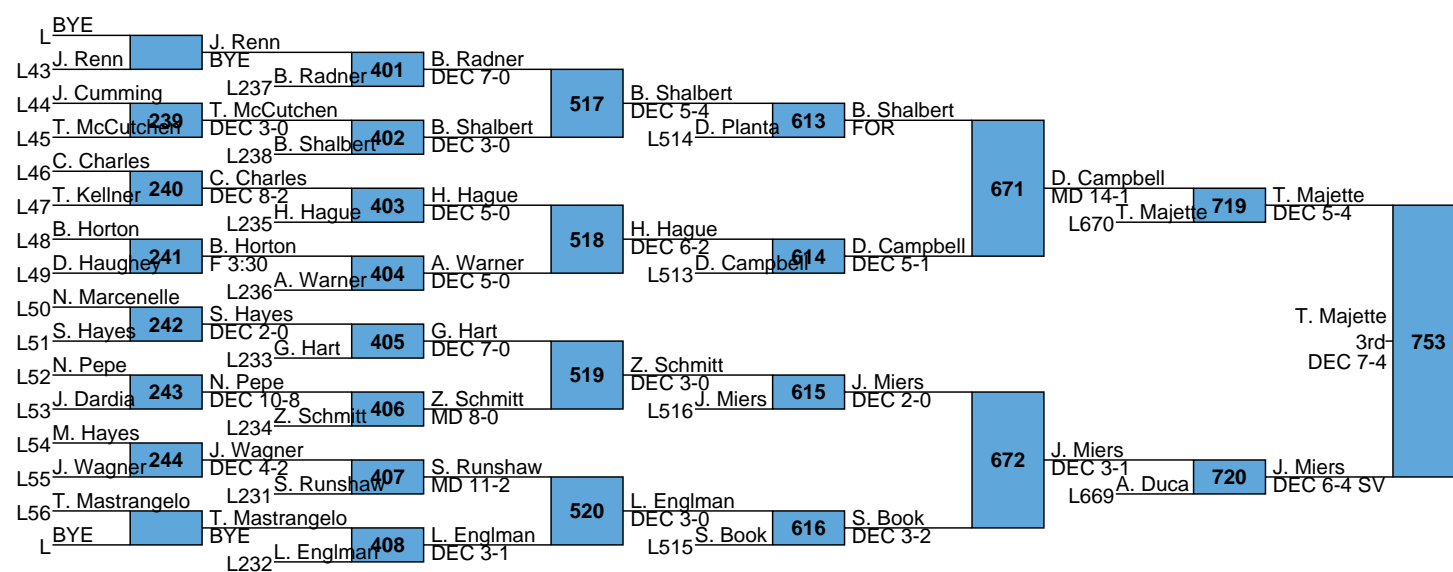 BYE
L
J. Renn
L43
J. Renn
BYE
J. Cumming
L44
239
T. McCutchen
L45
T. McCutchen
DEC 3-0
C. Charles
L46
240
T. Kellner
L47
C. Charles
DEC 8-2
B. Horton
L48
241
D. Haughey
L49
B. Horton
F 3:30
N. Marcenelle
L50
242
S. Hayes
L51
S. Hayes
DEC 2-0
N. Pepe
L52
243
J. Dardia
L53
N. Pepe
DEC 10-8
M. Hayes
L54
244
J. Wagner
L55
J. Wagner
DEC 4-2
T. Mastrangelo
L56
BYE
L
T. Mastrangelo
BYE
B. Radner
L237
401
B. Radner
DEC 7-0
B. Shalbert
L238
402
B. Shalbert
DEC 3-0
H. Hague
L235
403
H. Hague
DEC 5-0
A. Warner
L236
404
A. Warner
DEC 5-0
G. Hart
L233
405
G. Hart
DEC 7-0
Z. Schmitt
L234
406
Z. Schmitt
MD 8-0
S. Runshaw
L231
407
S. Runshaw
MD 11-2
L. Englman
L232
408
L. Englman
DEC 3-1
517
B. Shalbert
DEC 5-4
518
H. Hague
DEC 6-2
519
Z. Schmitt
DEC 3-0
520
L. Englman
DEC 3-0
D. Planta
L514
613
B. Shalbert
FOR
D. Campbell
L513
614
D. Campbell
DEC 5-1
J. Miers
L516
615
J. Miers
DEC 2-0
S. Book
L515
616
S. Book
DEC 3-2
671
D. Campbell
MD 14-1
672
J. Miers
DEC 3-1
T. Majette
L670
719
T. Majette
DEC 5-4
A. Duca
L669
720
J. Miers
DEC 6-4 SV
753
T. Majette
3rd
DEC 7-4